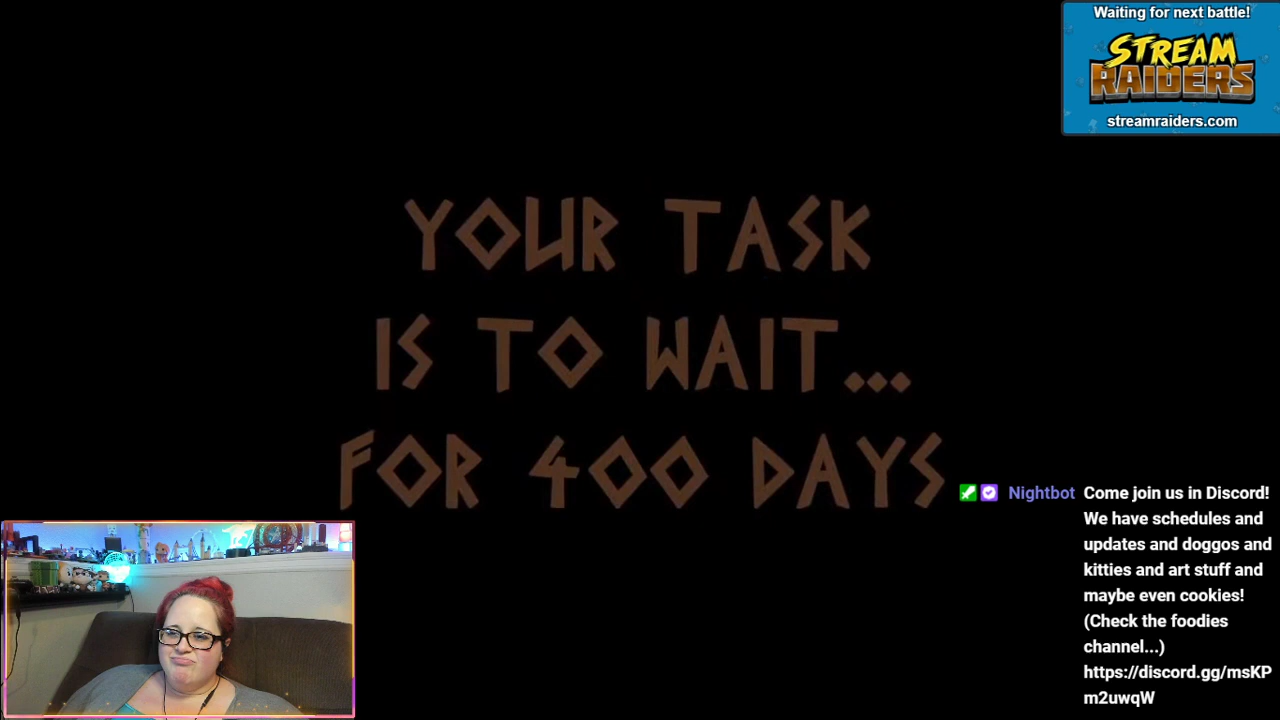 Waiting for next battle!
STREAM
RAIDERS
streamraiders.com
YOUR TASK
IS TO WAIT...
FOR 400 DAYS
Nightbot Come join us in Discord!
We have schedules and
updates and doggos and
kitties and art stuff and
maybe even cookies!
(Check the foodies
channel...)
https://discord.gg/msKP
m2uwqW